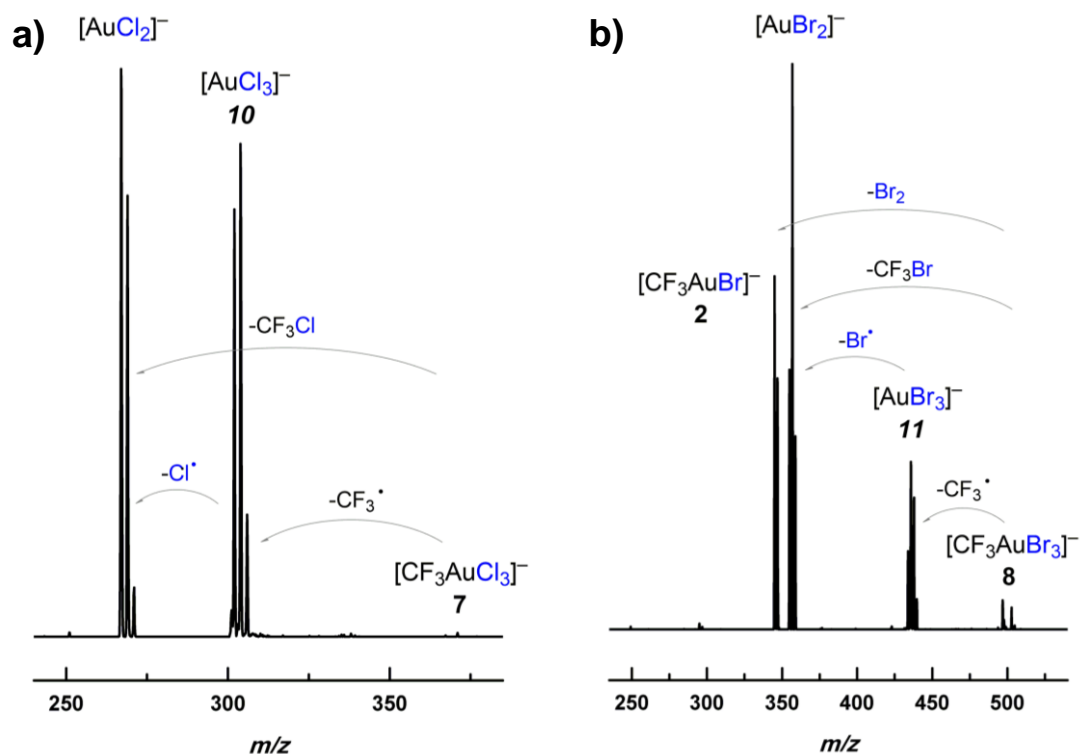 a)
[AuCl₂]⁻
[AuCl₃]⁻
10
-CF₃Cl
-Cl•
-CF₃•
[CF₃AuCl₃]⁻
7
250
300
350
m/z
b)
[AuBr₂]⁻
-Br₂
-CF₃Br
[CF₃AuBr]⁻
2
-Br•
[AuBr₃]⁻
11
-CF₃•
[CF₃AuBr₃]⁻
8
250
300
350
400
450
500
m/z